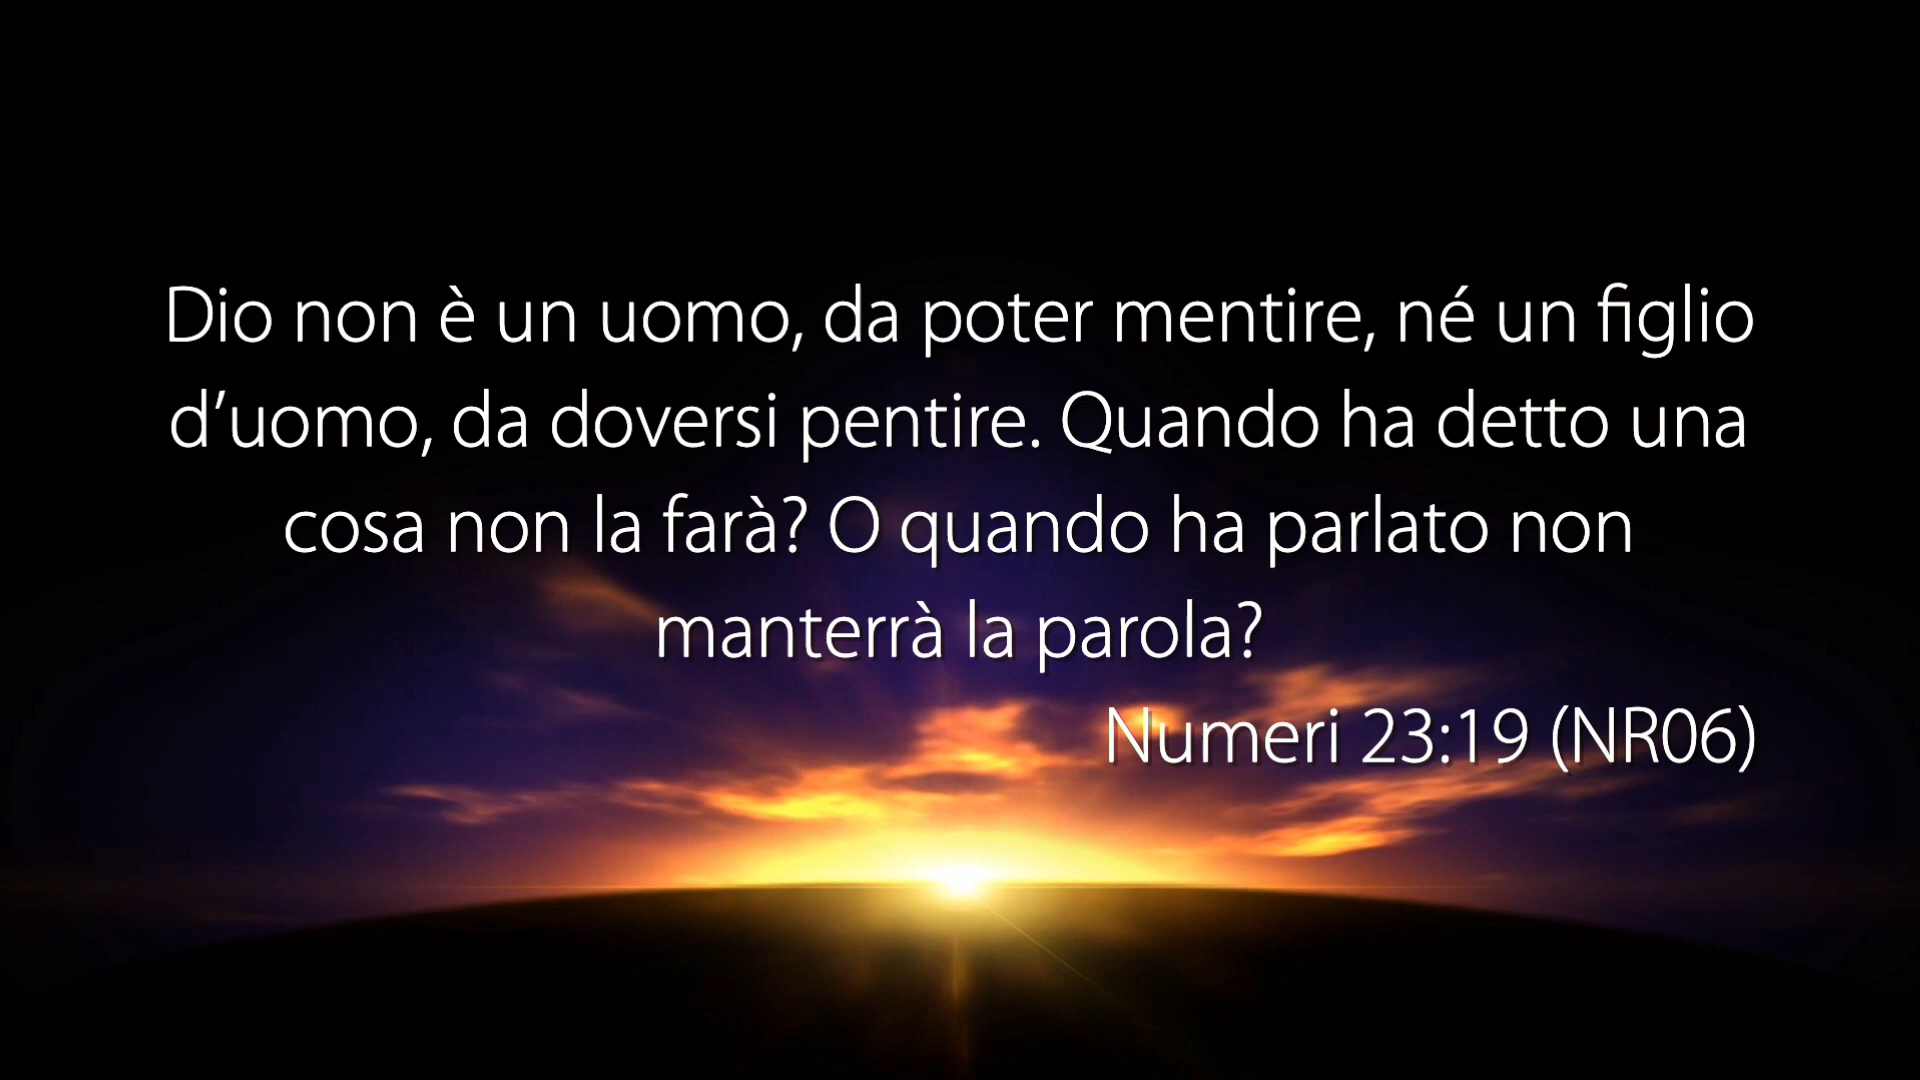 Dio non è un uomo, da poter mentire, né un figlio
d’uomo, da doversi pentire. Quando ha detto una
cosa non la farà? O quando ha parlato non
manterrà la parola?
Numeri 23:19 (NR06)